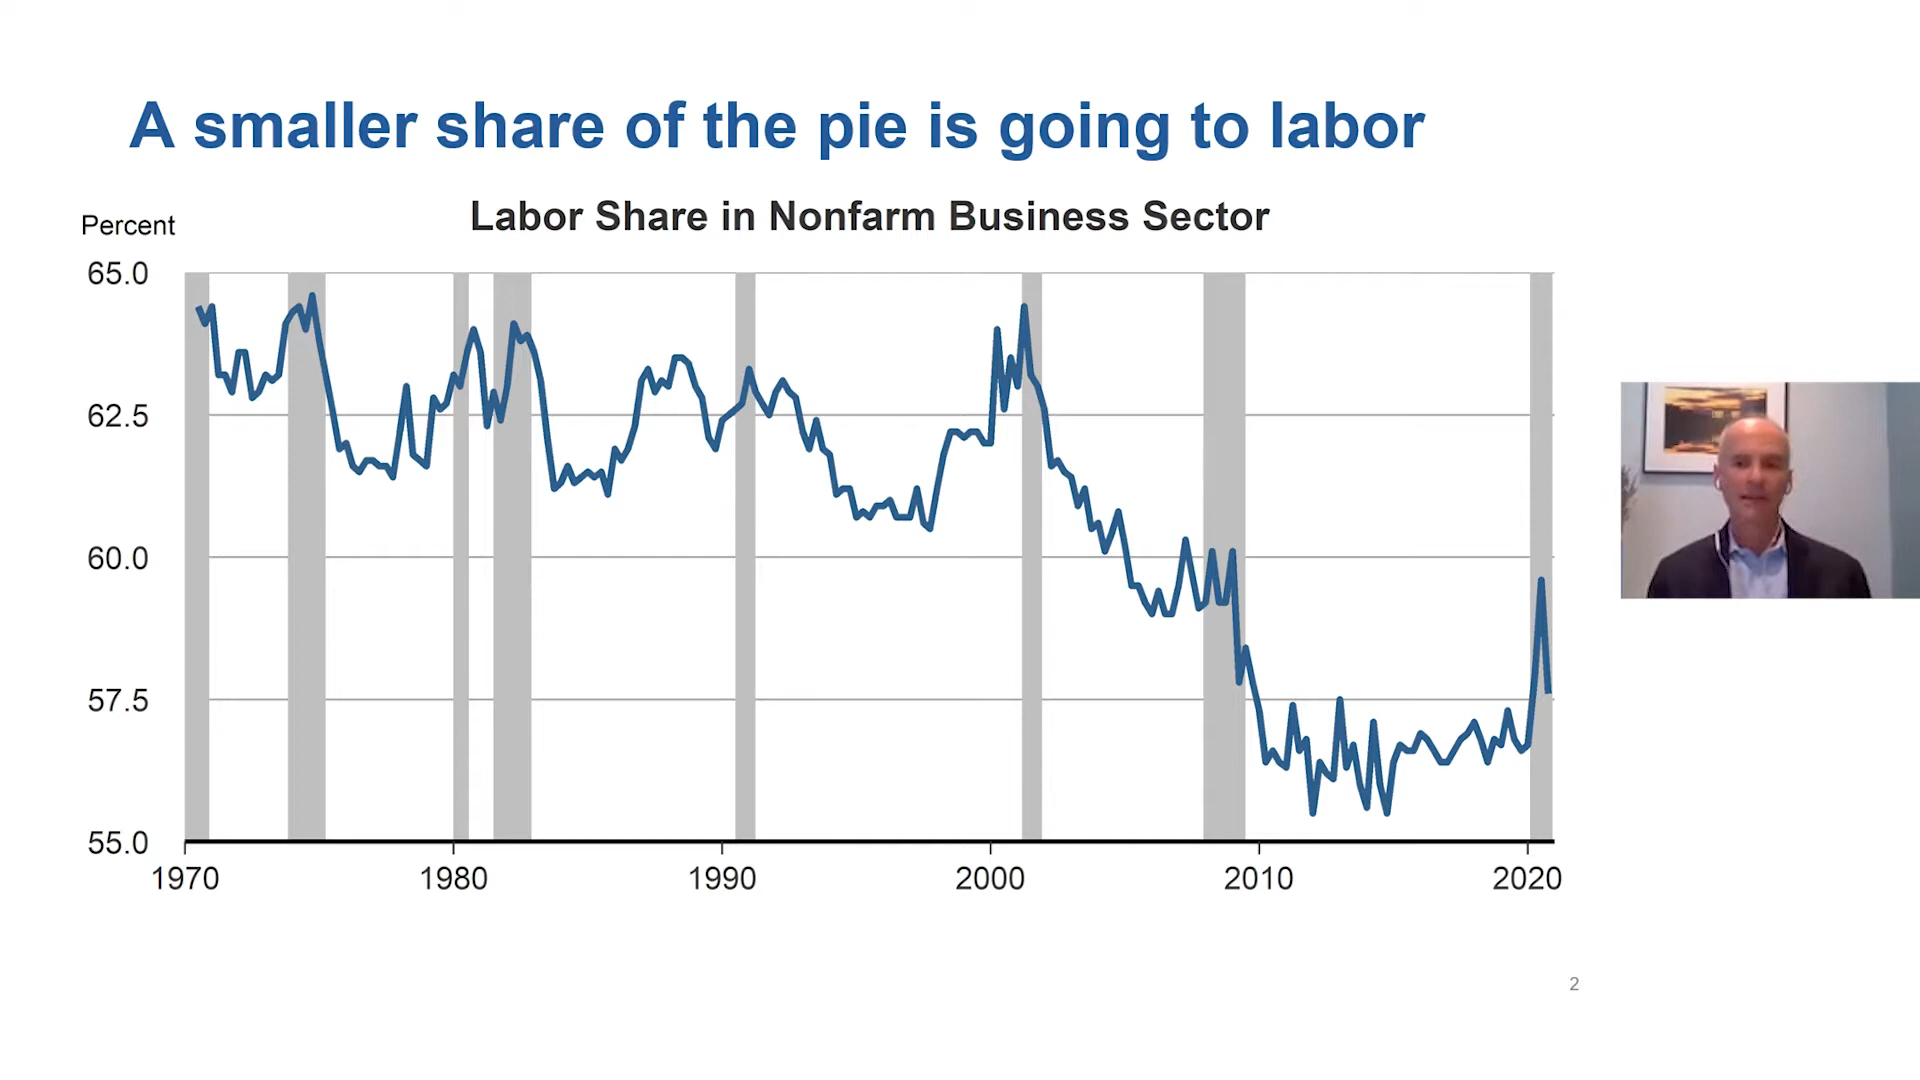 A smaller share of the pie is going to labor
Labor Share in Nonfarm Business Sector
Percent
65.0
62.5
60.0
57.5
55.0
1970 1980 1990 2000 2010 2020
2